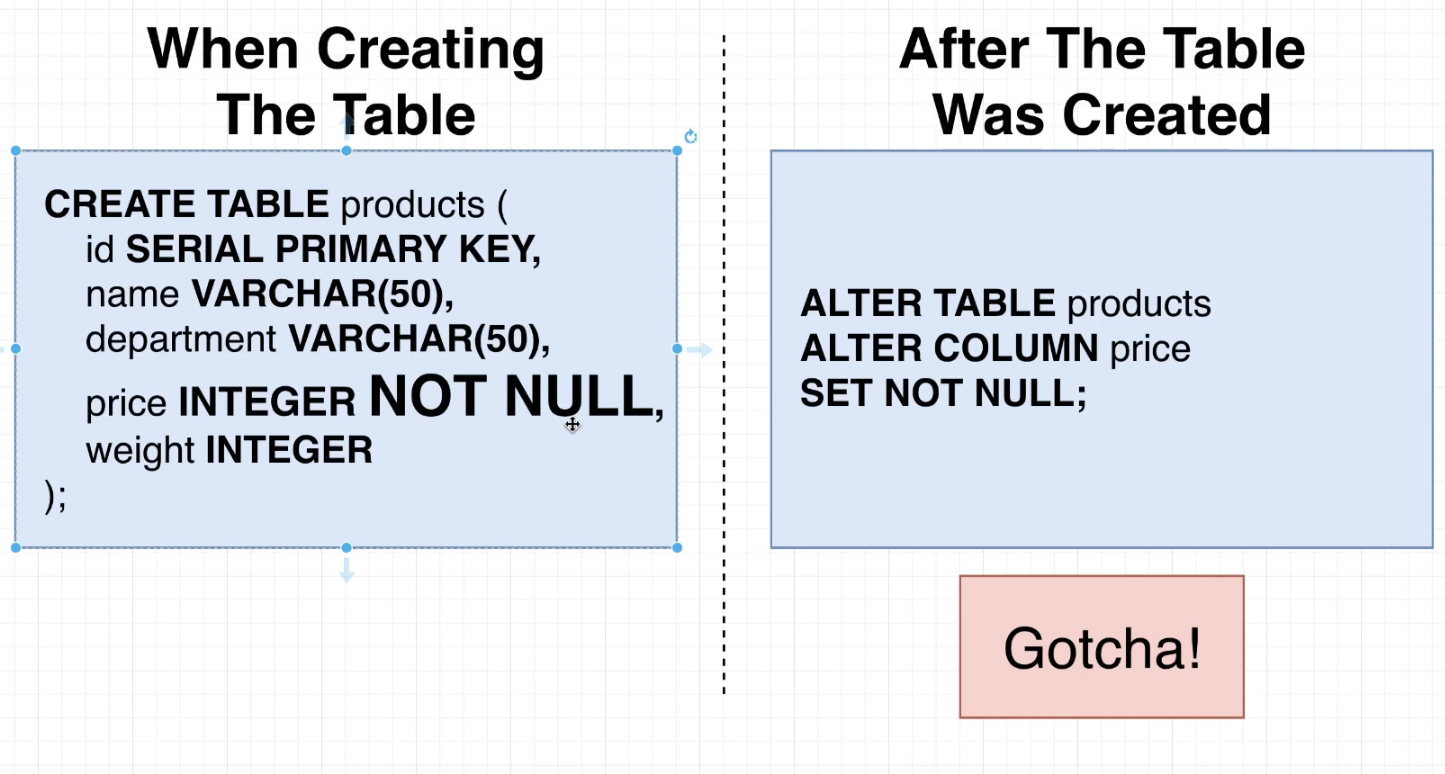 When Creating
The Table
CREATE TABLE products (
id SERIAL PRIMARY KEY,
name VARCHAR(50),
department VARCHAR(50),
price INTEGER NOT NULL,
weight INTEGER
);
After The Table
Was Created
ALTER TABLE products
ALTER COLUMN price
SET NOT NULL;
Gotcha!